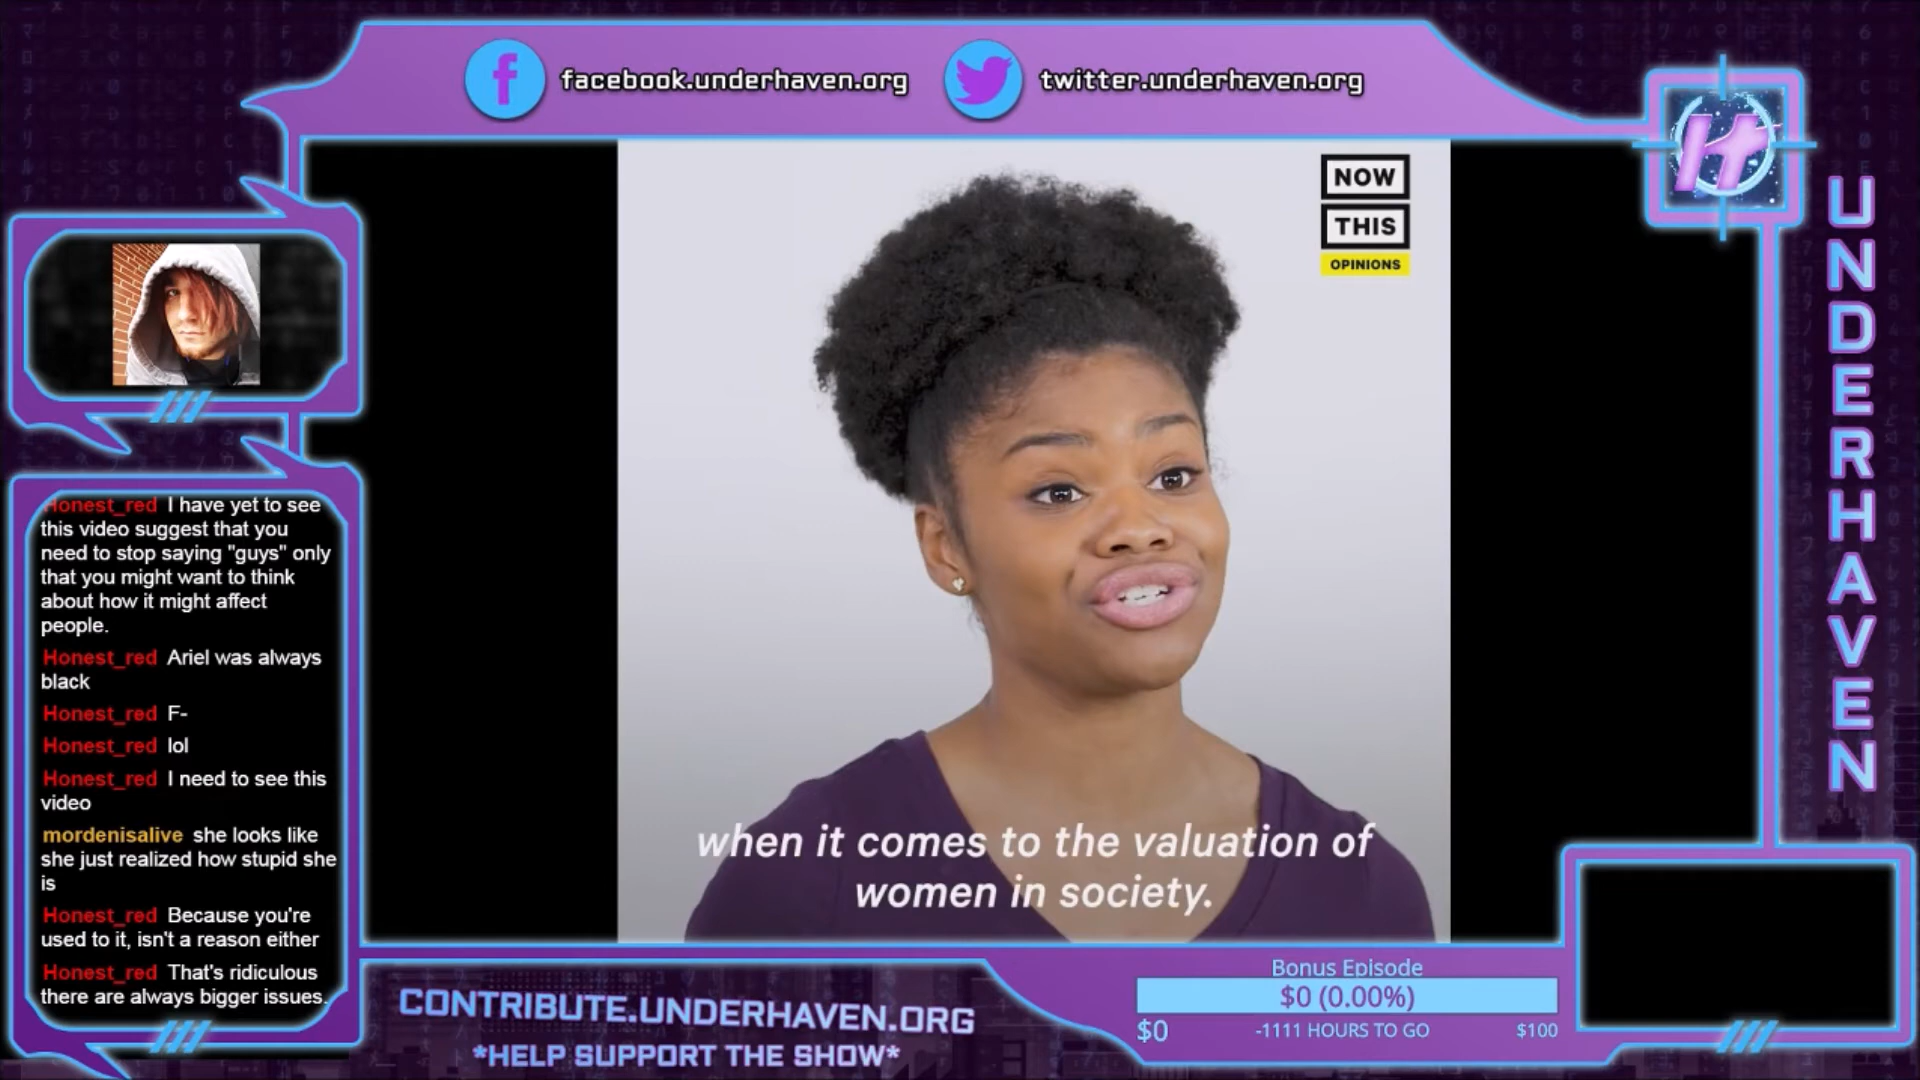 facebook.underhaven.org
twitter.underhaven.org
NOW
THIS
OPINIONS
UNDERHAVEN
Honest_red I have yet to see
this video suggest that you
need to stop saying "guys" only
that you might want to think
about how it might affect
people.
Honest_red Ariel was always
black
Honest_red F-
Honest_red lol
Honest_red I need to see this
video
mordenisalive she looks like
she just realized how stupid she
is
Honest_red Because you're
used to it, isn't a reason either
Honest_red That's ridiculous
there are always bigger issues.
when it comes to the valuation of
women in society.
CONTRIBUTE.UNDERHAVEN.ORG
*HELP SUPPORT THE SHOW*
Bonus Episode
$0 (0.00%)
$0 -1111 HOURS TO GO $100